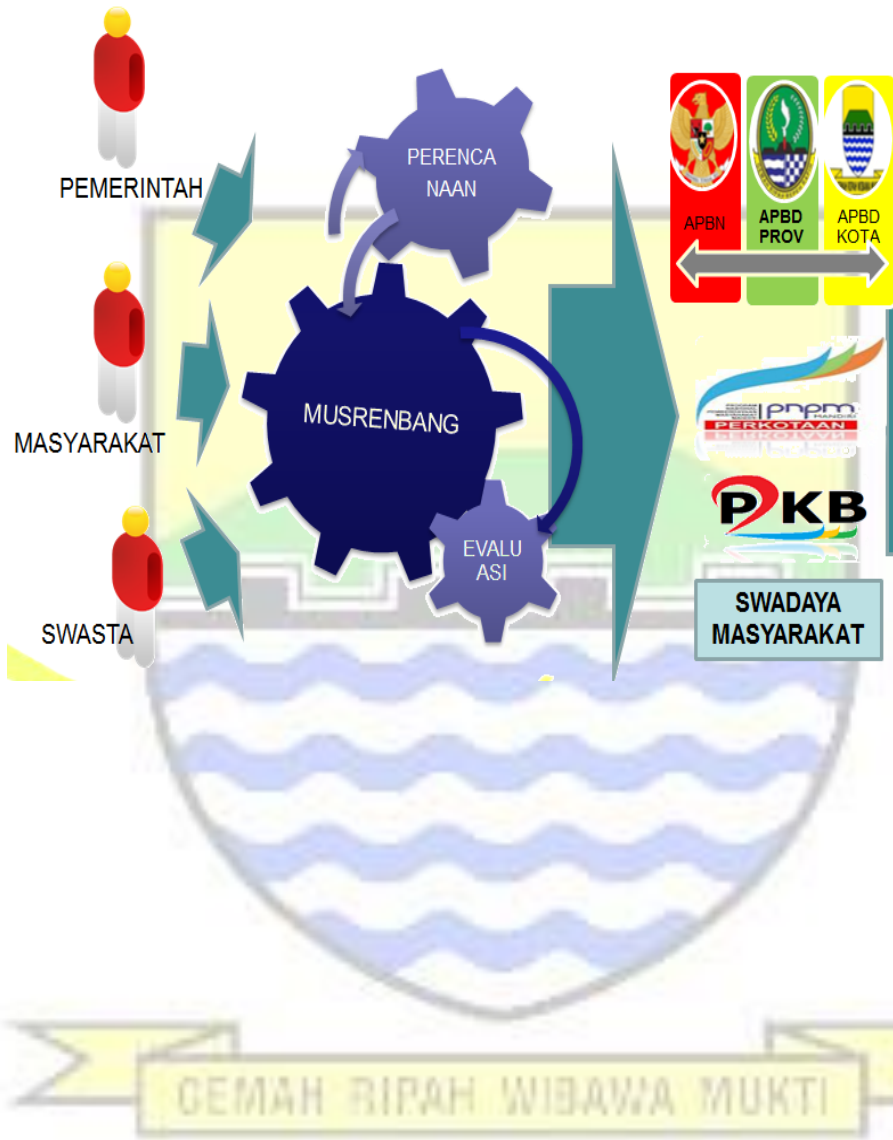 PEMERINTAH
MASYARAKAT
SWASTA
PERENCA
NAAN
MUSRENBANG
EVALU
ASI
APBN
APBD
PROV
APBD
KOTA
pnpm
MANDIRI
PERKOTAAN
PKB
SWADAYA
MASYARAKAT
GEMAH RIPAH WIBAWA MUKTI